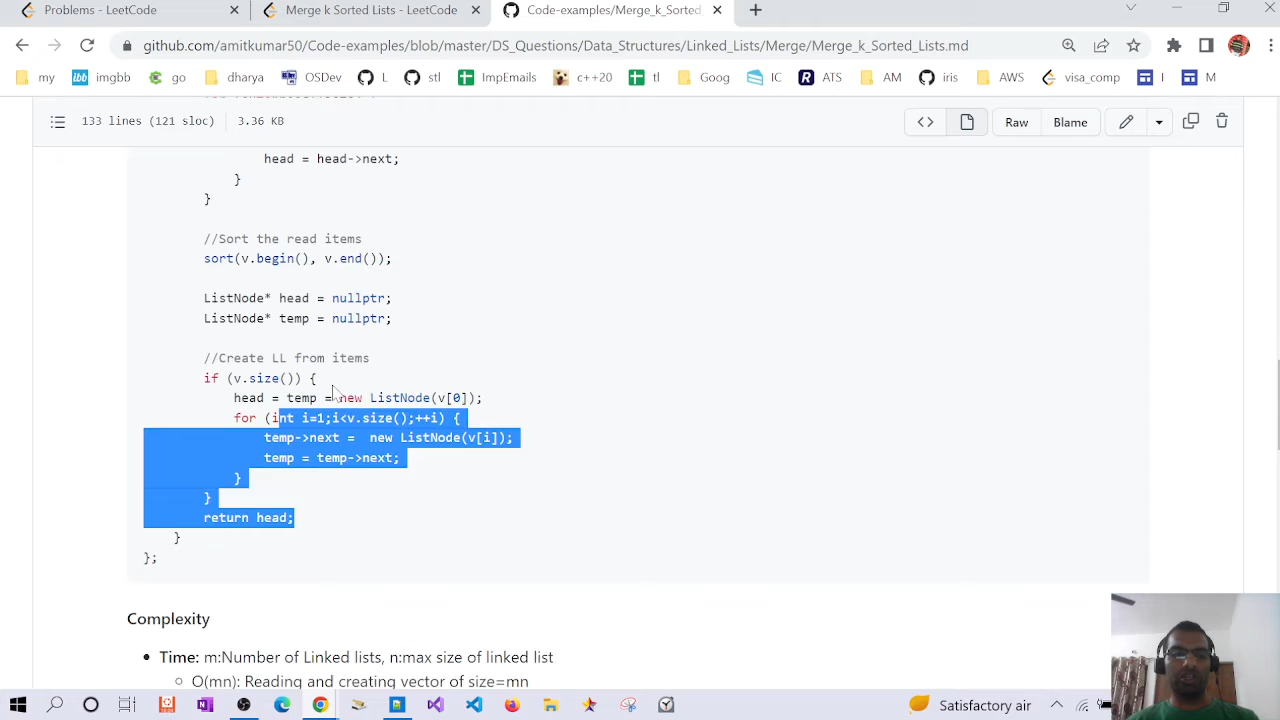 Problems - LeetCode
Merge k Sorted Lists - LeetCode
Code-examples/Merge_k_Sorted
github.com/amitkumar50/Code-examples/blob/master/DS_Questions/Data_Structures/Linked_Lists/Merge/Merge_k_Sorted_Lists.md
my imgbb go dharya OSDev L stl ImpEmails c++20 tl Goog IC ATS AM iris AWS visa_comp I M
133 lines (121 sloc) 3.36 KB
Raw Blame
head = head->next;
}
}
//Sort the read items
sort(v.begin(), v.end());
ListNode* head = nullptr;
ListNode* temp = nullptr;
//Create LL from items
if (v.size()) {
head = temp = new ListNode(v[0]);
for (int i=1;i<v.size();++i) {
temp->next = new ListNode(v[i]);
temp = temp->next;
}
}
return head;
}
};
Complexity
Time: m:Number of Linked lists, n:max size of linked list
O(mn): Reading and creating vector of size=mn
Satisfactory air